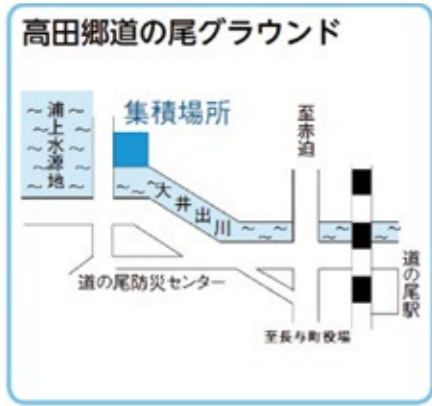 高田郷道の尾グラウンド
浦上水源地
集積場所
至赤迫
大井出川
道の尾防災センター
道の尾駅
至長与町役場